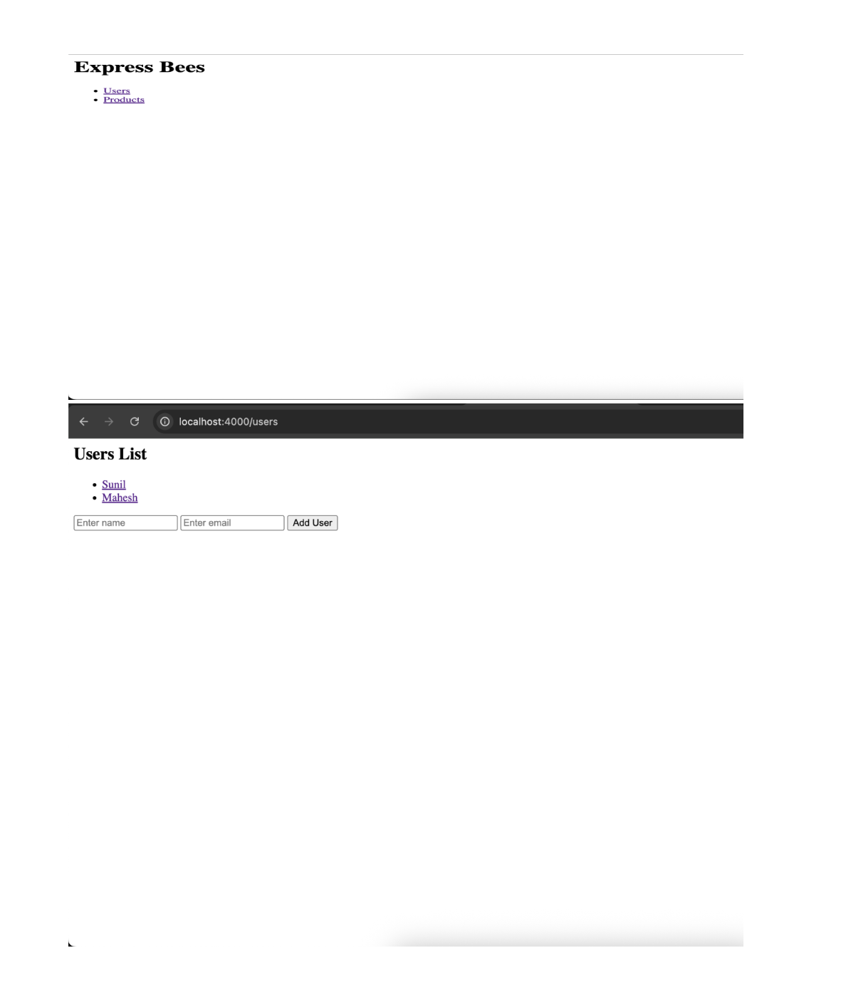 Express Bees
Users
Products
localhost:4000/users
Users List
Sunil
Mahesh
Enter name Enter email Add User